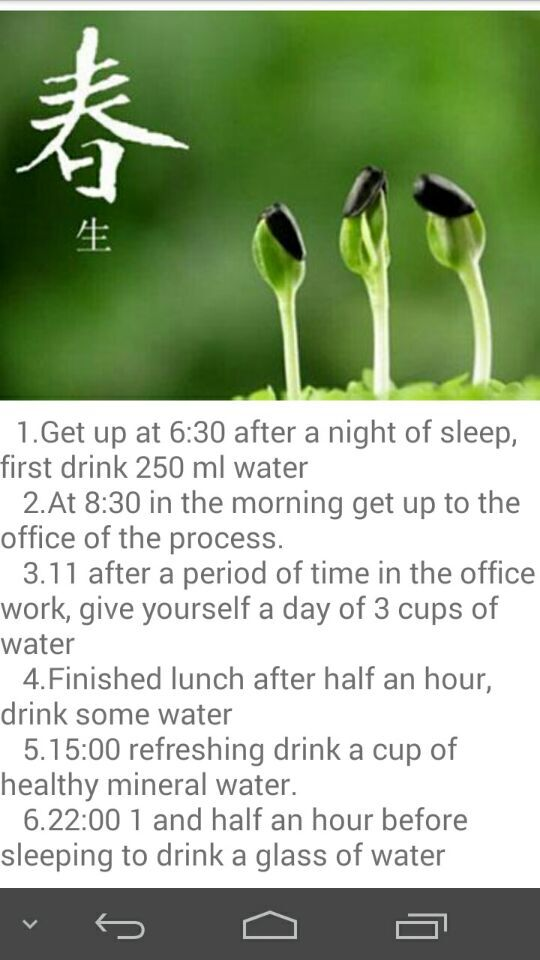 春
生
1.Get up at 6:30 after a night of sleep,
first drink 250 ml water
2.At 8:30 in the morning get up to the
office of the process.
3.11 after a period of time in the office
work, give yourself a day of 3 cups of
water
4.Finished lunch after half an hour,
drink some water
5.15:00 refreshing drink a cup of
healthy mineral water.
6.22:00 1 and half an hour before
sleeping to drink a glass of water